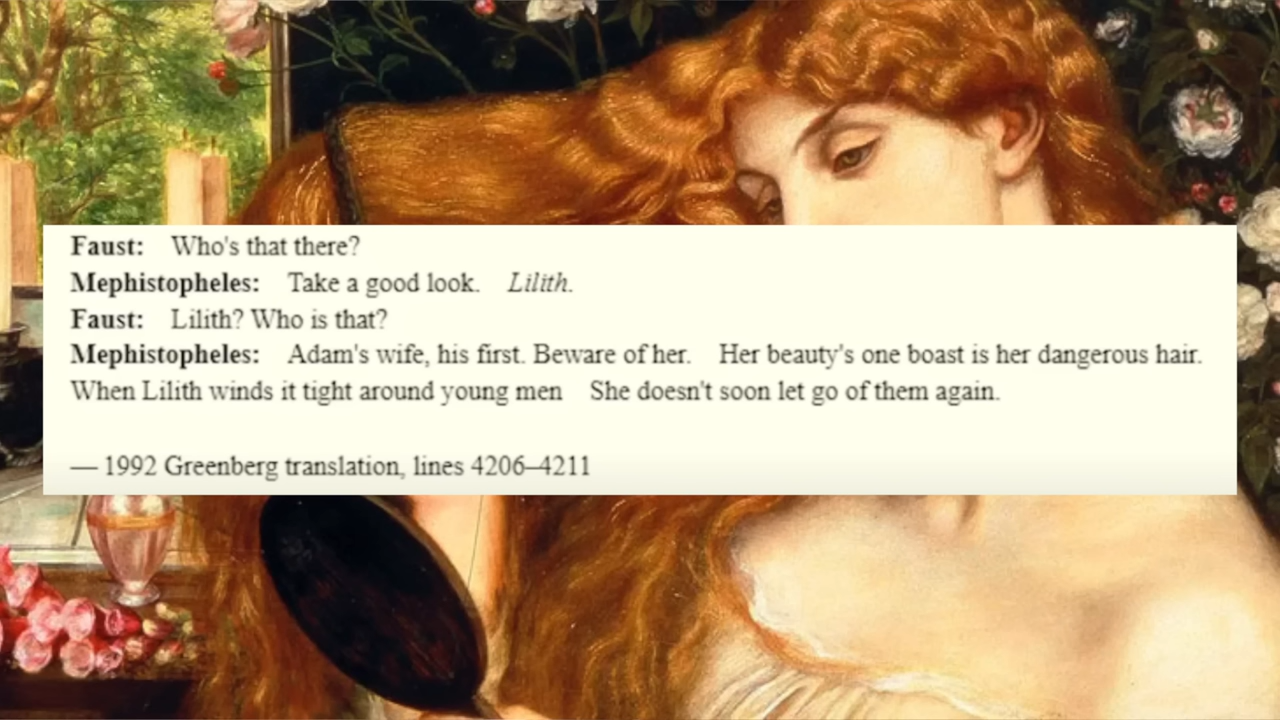 Faust: Who's that there?
Mephistopheles: Take a good look. Lilith.
Faust: Lilith? Who is that?
Mephistopheles: Adam's wife, his first. Beware of her. Her beauty's one boast is her dangerous hair.
When Lilith winds it tight around young men She doesn't soon let go of them again.
— 1992 Greenberg translation, lines 4206–4211